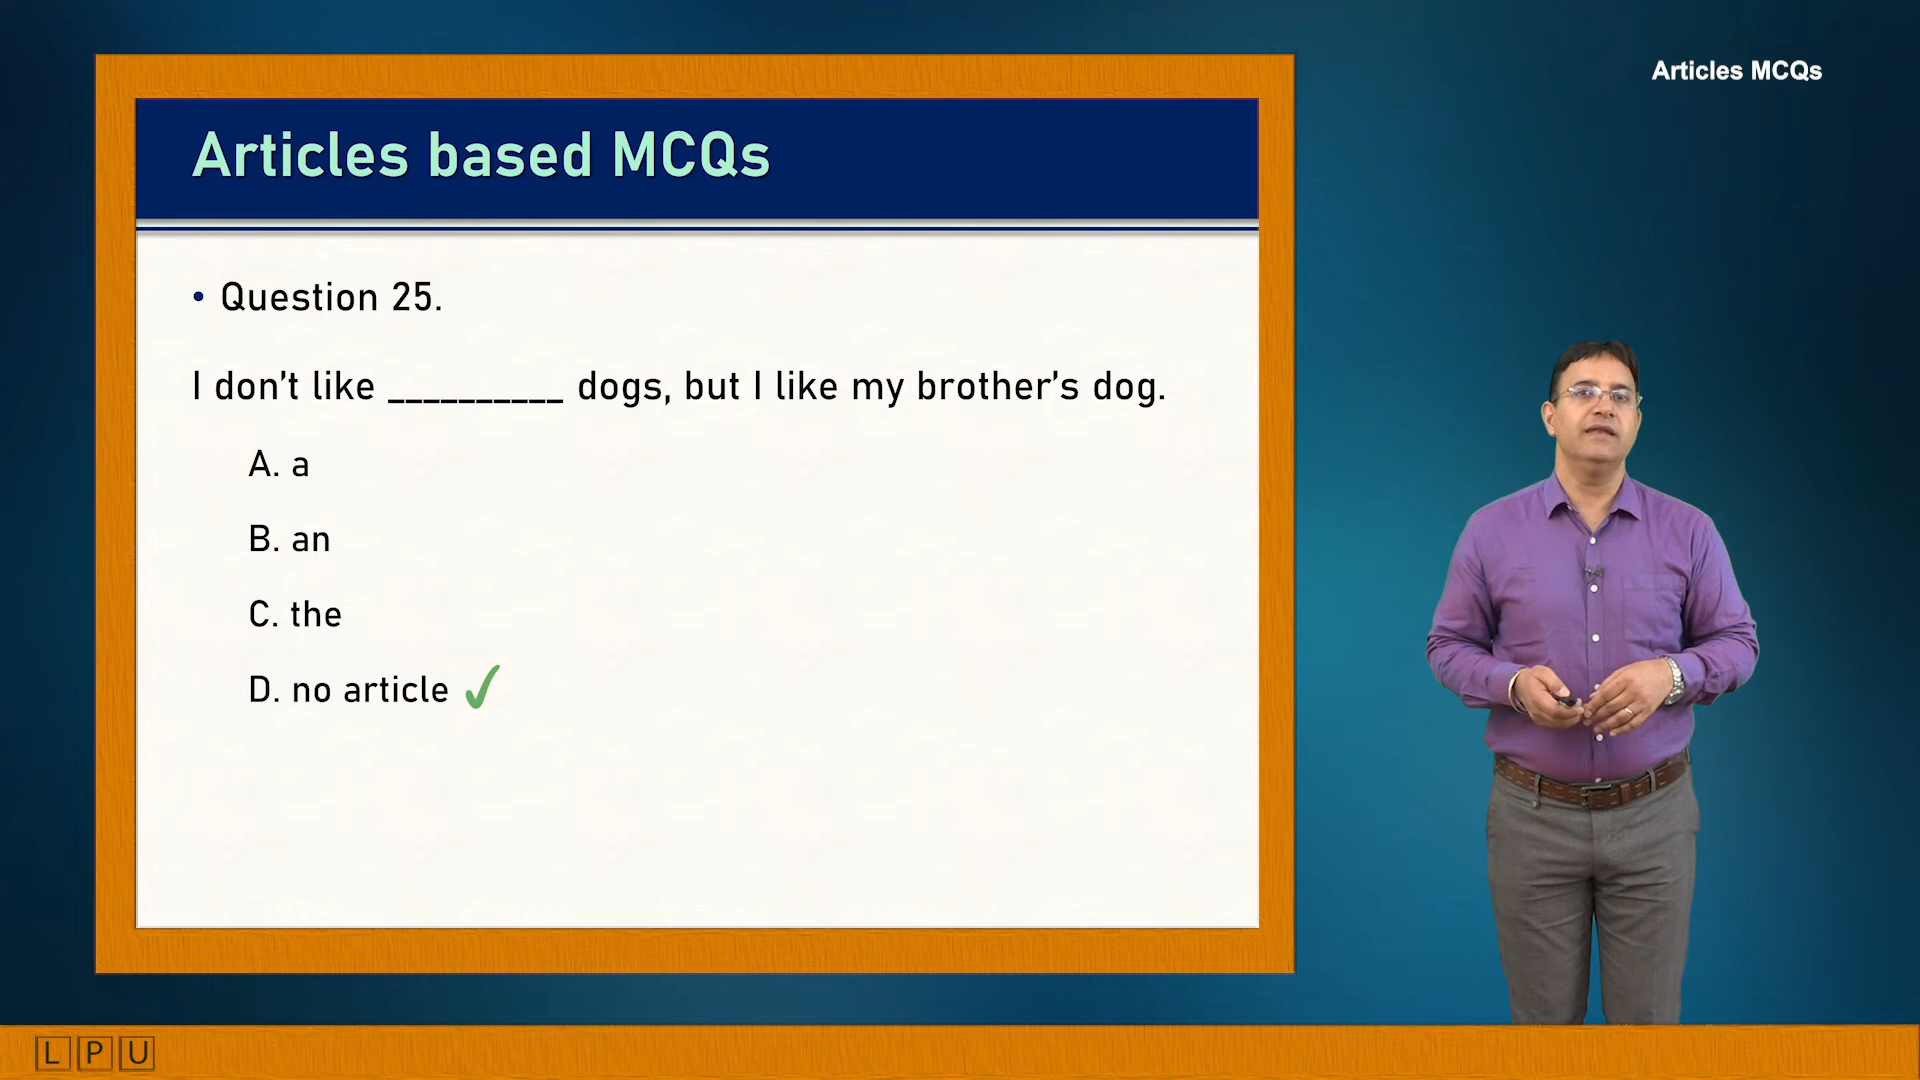 Articles MCQs
Articles based MCQs
• Question 25.
I don't like __________ dogs, but I like my brother's dog.
A. a
B. an
C. the
D. no article ✓
L P U